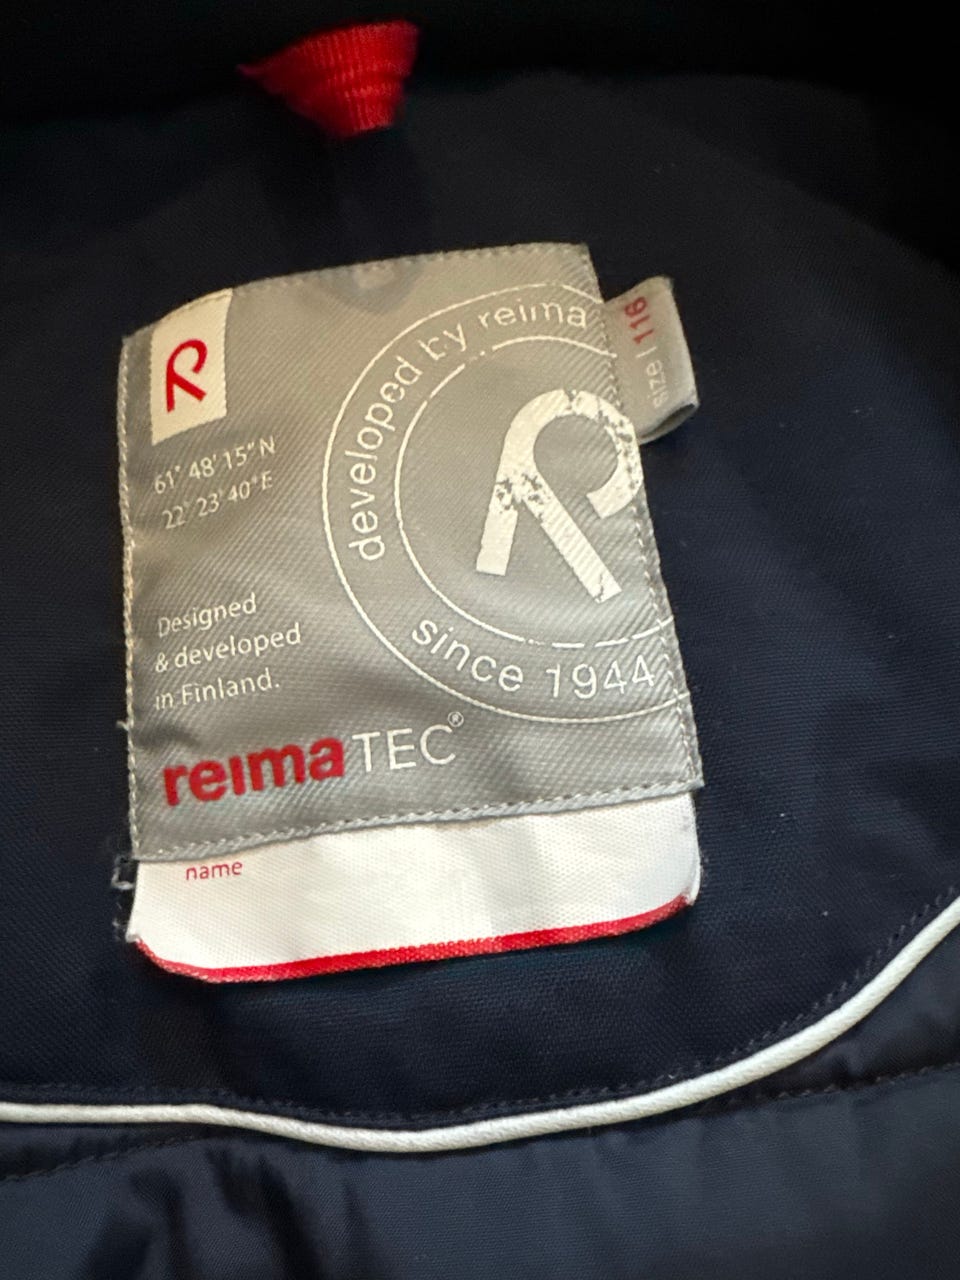 R
61° 48' 15" N
22° 23' 40" E
developed by reima
since 1944
size | 116
Designed
& developed
in Finland.
reima TEC®
name